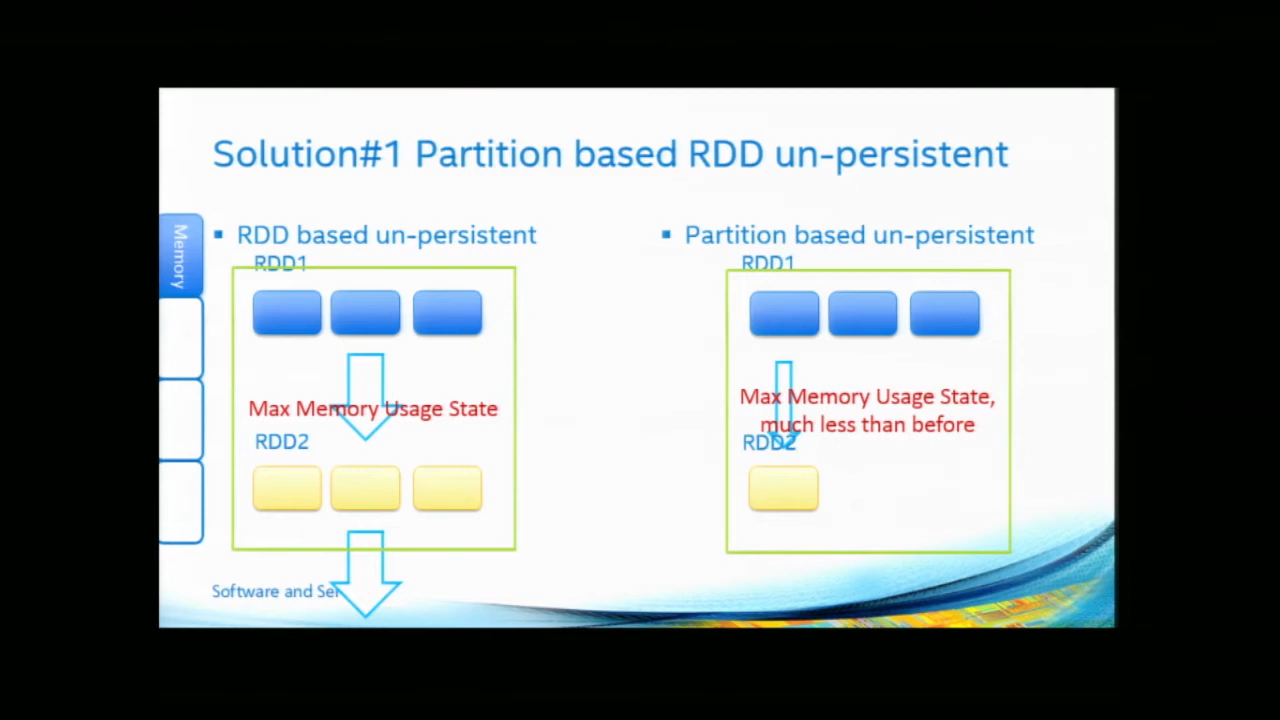 Solution#1 Partition based RDD un-persistent
Memory
▪ RDD based un-persistent
RDD1
Max Memory Usage State
RDD2
▪ Partition based un-persistent
RDD1
Max Memory Usage State,
much less than before
RDD2
Software and